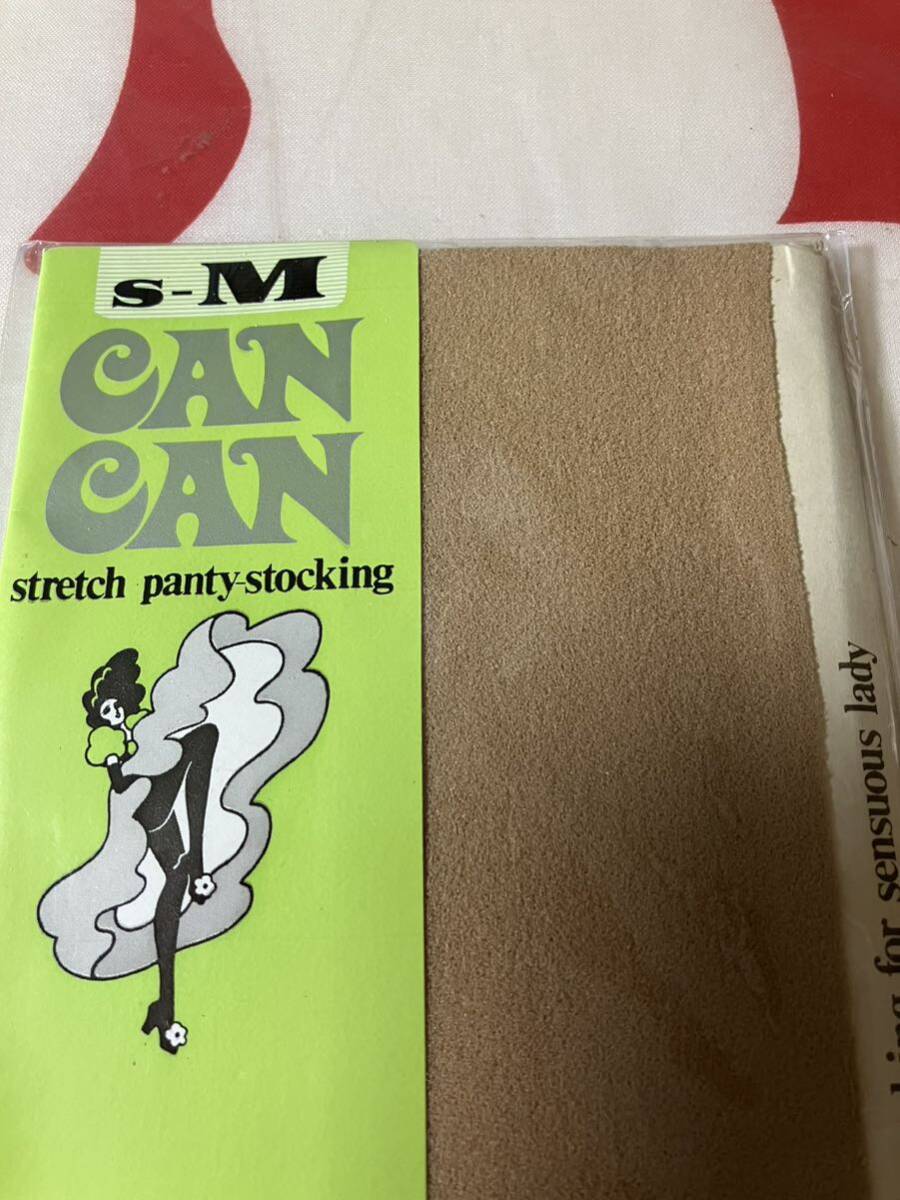 s-M
CAN
CAN
stretch panty-stocking
for sensuous lady